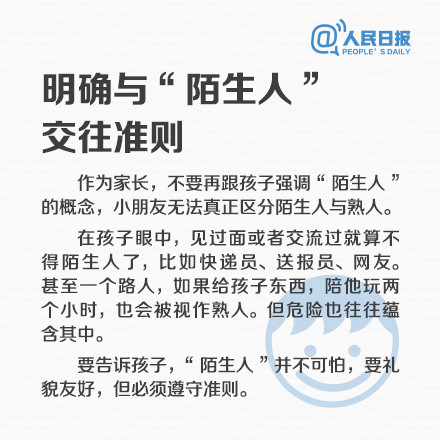 @人民日报
PEOPLE'S DAILY
明确与“陌生人”
交往准则
作为家长，不要再跟孩子强调“陌生人”
的概念，小朋友无法真正区分陌生人与熟人。
在孩子眼中，见过面或者交流过就算不
得陌生人了，比如快递员、送报员、网友。
甚至一个路人，如果给孩子东西，陪他玩两
个小时，也会被视作熟人。但危险也往往蕴
含其中。
要告诉孩子，“陌生人”并不可怕，要礼
貌友好，但必须遵守准则。